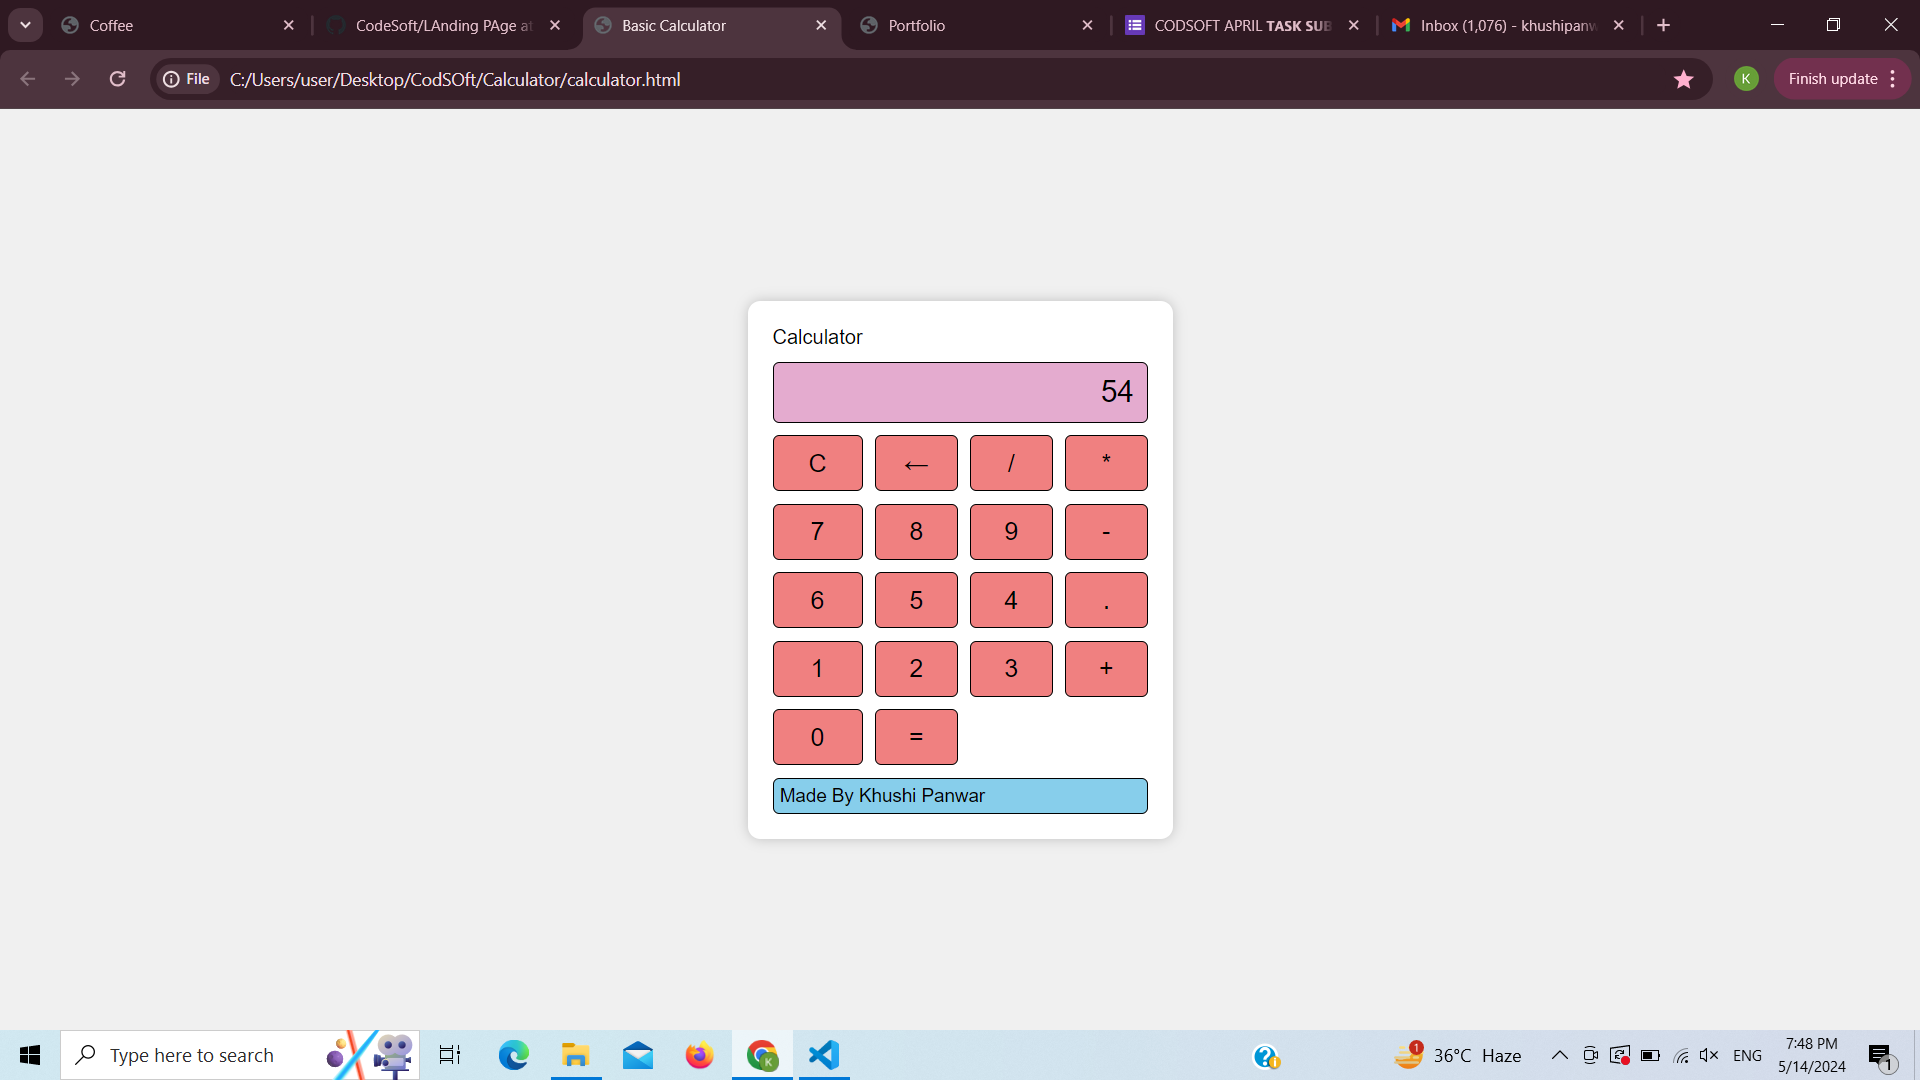 Coffee
CodeSoft/LAnding PAge at
Basic Calculator
Portfolio
CODSOFT APRIL TASK SUB
Inbox (1,076) - khushipanw
File
C:/Users/user/Desktop/CodSOft/Calculator/calculator.html
K
Finish update
Calculator
54
C ← / *
7 8 9 -
6 5 4 .
1 2 3 +
0 =
Made By Khushi Panwar
Type here to search
K
1
36°C Haze
ENG
7:48 PM
5/14/2024
1